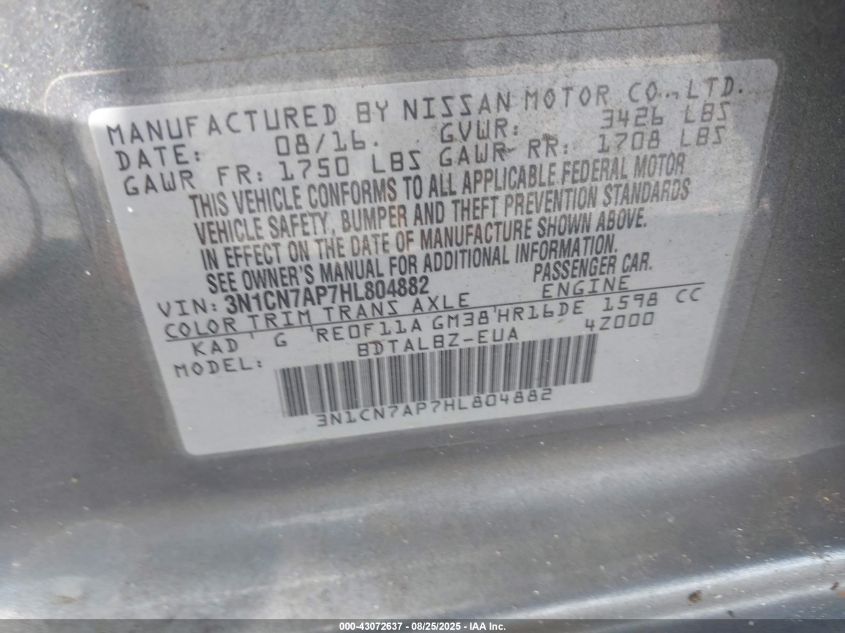 MANUFACTURED BY NISSAN MOTOR CO., LTD.
DATE: 08/16. GVWR: 3426 LBS
GAWR FR: 1750 LBS GAWR RR: 1708 LBS
THIS VEHICLE CONFORMS TO ALL APPLICABLE FEDERAL MOTOR
VEHICLE SAFETY, BUMPER AND THEFT PREVENTION STANDARDS
IN EFFECT ON THE DATE OF MANUFACTURE SHOWN ABOVE.
SEE OWNER'S MANUAL FOR ADDITIONAL INFORMATION.
VIN: 3N1CN7AP7HL804882 PASSENGER CAR.
COLOR TRIM TRANS AXLE ENGINE
KAD G RE0F11A GM38 HR16DE 1598 CC
MODEL: BDTALBZ-EUA 4Z000
3N1CN7AP7HL804882
000-43072637 - 08/25/2025 - IAA Inc.